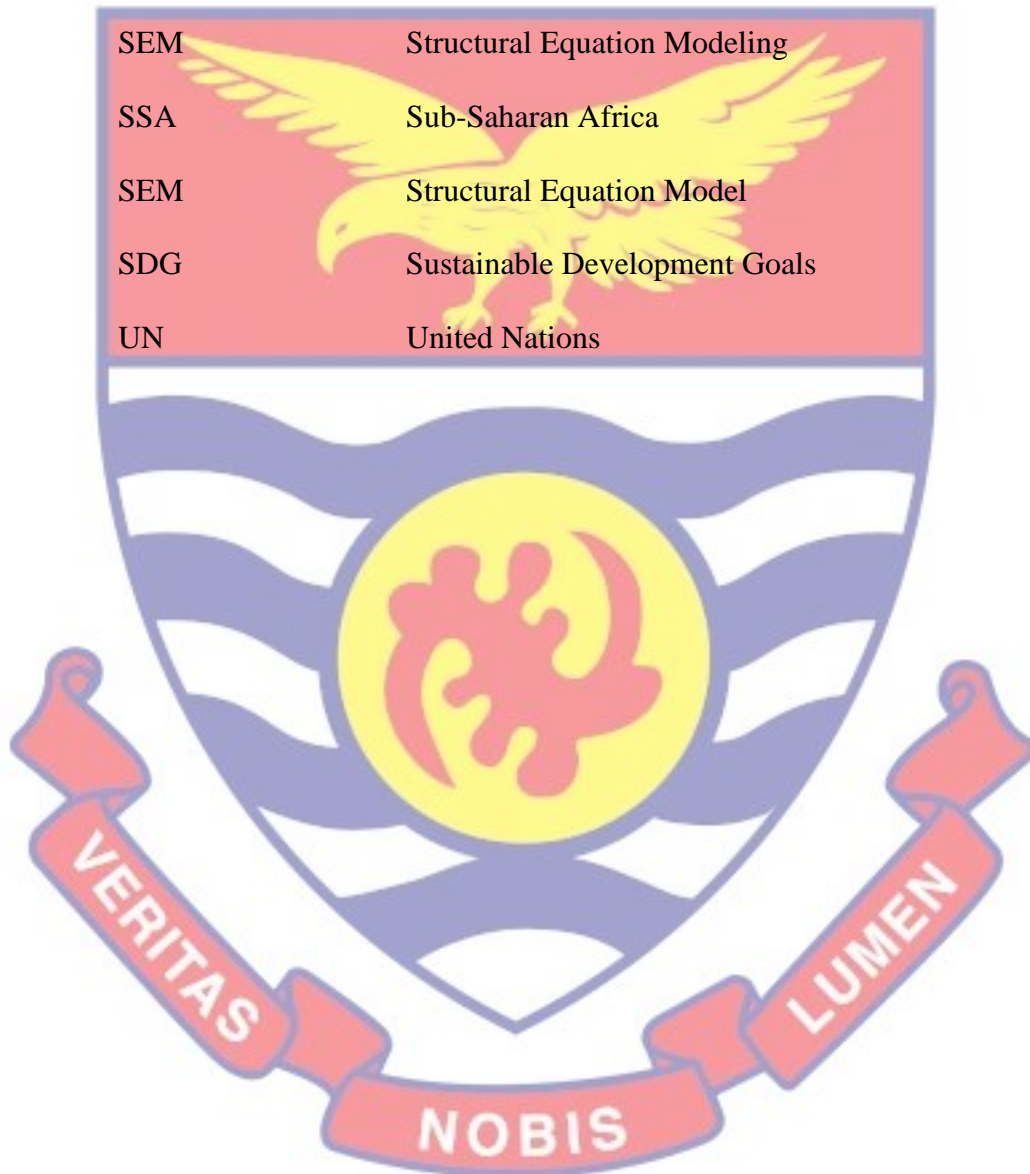 SEM Structural Equation Modeling
SSA Sub-Saharan Africa
SEM Structural Equation Model
SDG Sustainable Development Goals
UN United Nations
VERITAS
NOBIS
LUMEN